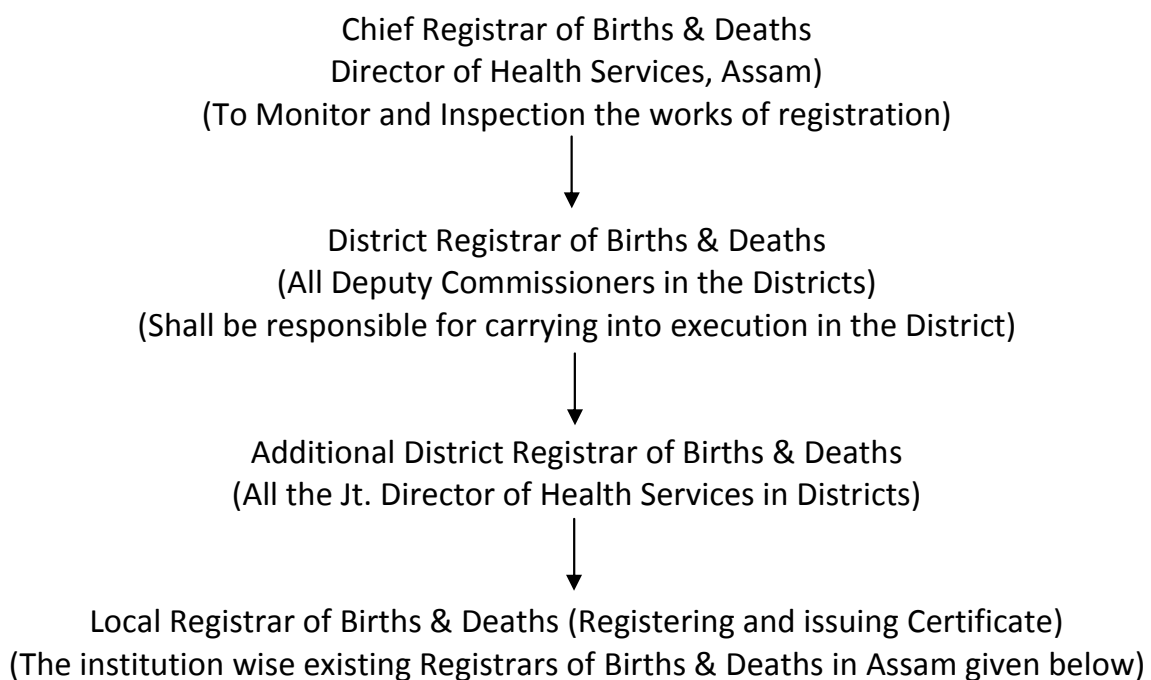 Chief Registrar of Births & Deaths
Director of Health Services, Assam)
(To Monitor and Inspection the works of registration)
District Registrar of Births & Deaths
(All Deputy Commissioners in the Districts)
(Shall be responsible for carrying into execution in the District)
Additional District Registrar of Births & Deaths
(All the Jt. Director of Health Services in Districts)
Local Registrar of Births & Deaths (Registering and issuing Certificate)
(The institution wise existing Registrars of Births & Deaths in Assam given below)